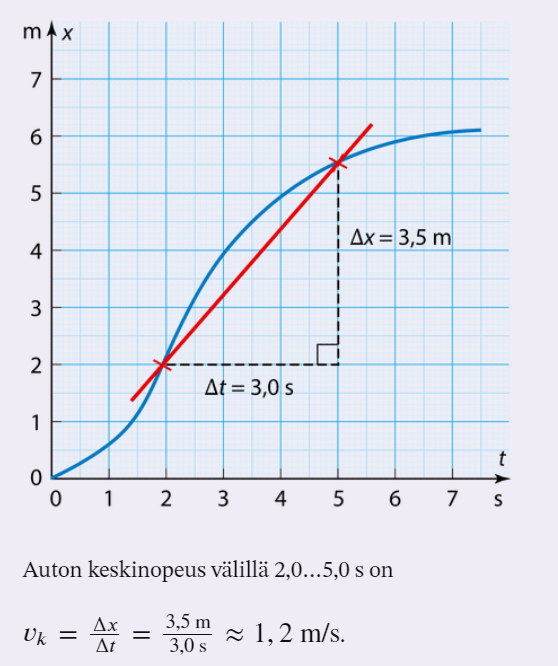 m x
7
6
5
Δx = 3,5 m
4
3
2
Δt = 3,0 s
1
t
0
0 1 2 3 4 5 6 7 s
Auton keskinopeus välillä 2,0...5,0 s on
v_k = Δx/Δt = 3,5 m/3,0 s ≈ 1, 2 m/s.